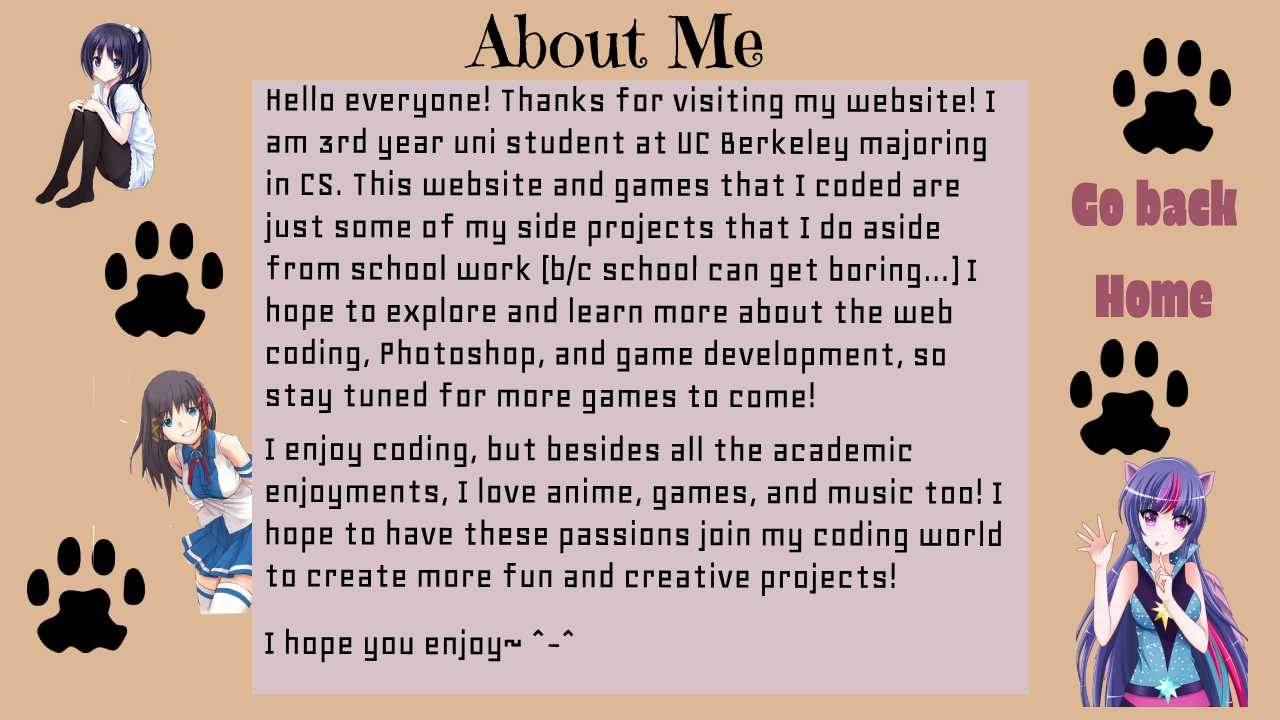 About Me
Hello everyone! Thanks for visiting my website! I
am 3rd year uni student at UC Berkeley majoring
in CS. This website and games that I coded are
just some of my side projects that I do aside
from school work [b/c school can get boring...] I
hope to explore and learn more about the web
coding, Photoshop, and game development, so
stay tuned for more games to come!
I enjoy coding, but besides all the academic
enjoyments, I love anime, games, and music too! I
hope to have these passions join my coding world
to create more fun and creative projects!
I hope you enjoy~ ^-^
Go back
Home